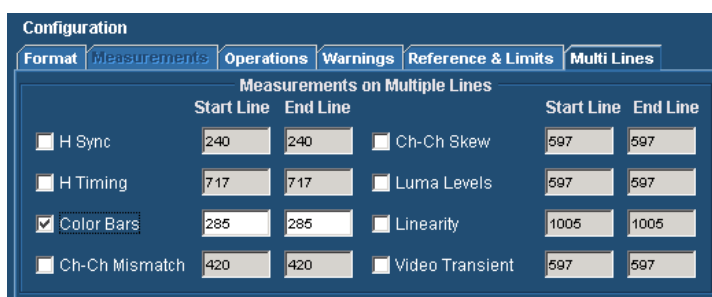 Configuration
Format Measurements Operations Warnings Reference & Limits Multi Lines
Measurements on Multiple Lines
Start Line End Line Start Line End Line
H Sync 240 240 Ch-Ch Skew 597 597
H Timing 717 717 Luma Levels 597 597
Color Bars 285 285 Linearity 1005 1005
Ch-Ch Mismatch 420 420 Video Transient 597 597